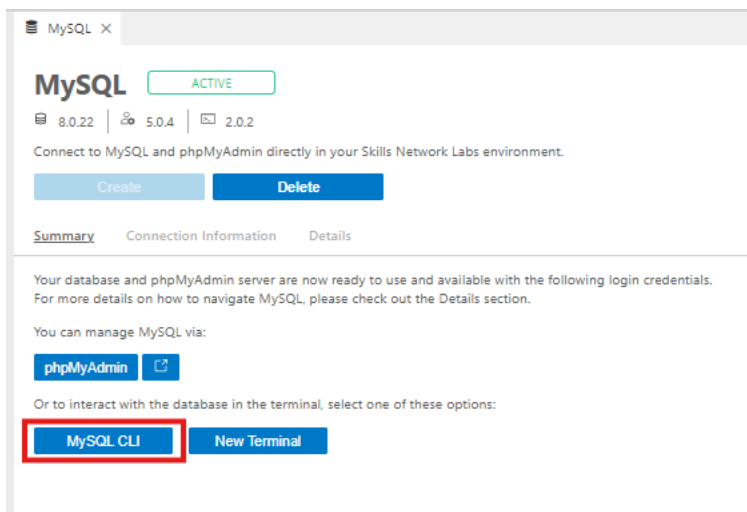 MySQL
MySQL ACTIVE
8.0.22 5.0.4 2.0.2
Connect to MySQL and phpMyAdmin directly in your Skills Network Labs environment.
Create Delete
Summary Connection Information Details
Your database and phpMyAdmin server are now ready to use and available with the following login credentials.
For more details on how to navigate MySQL, please check out the Details section.
You can manage MySQL via:
phpMyAdmin
Or to interact with the database in the terminal, select one of these options:
MySQL CLI New Terminal